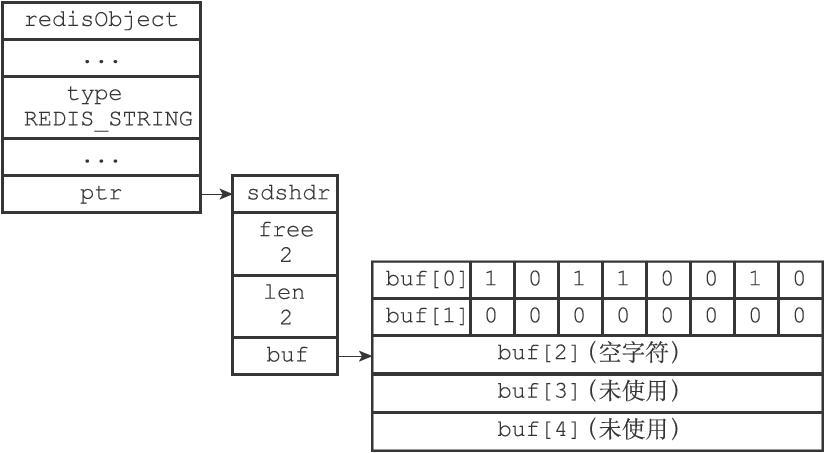 redisObject
...
type
REDIS_STRING
...
ptr
sdshdr
free
2
len
2
buf
buf[0] 1 0 1 1 0 0 1 0
buf[1] 0 0 0 0 0 0 0 0
buf[2](空字符)
buf[3](未使用)
buf[4](未使用)